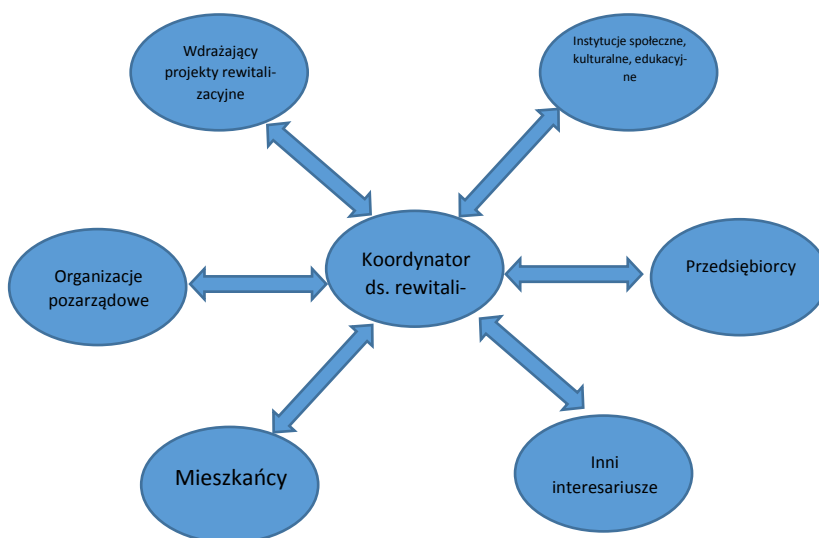 Wdrażający
projekty rewitali-
zacyjne
Instytucje społeczne,
kulturalne, edukacyj-
ne
Koordynator
ds. rewitali-
Organizacje
pozarządowe
Przedsiębiorcy
Mieszkańcy
Inni
interesariusze